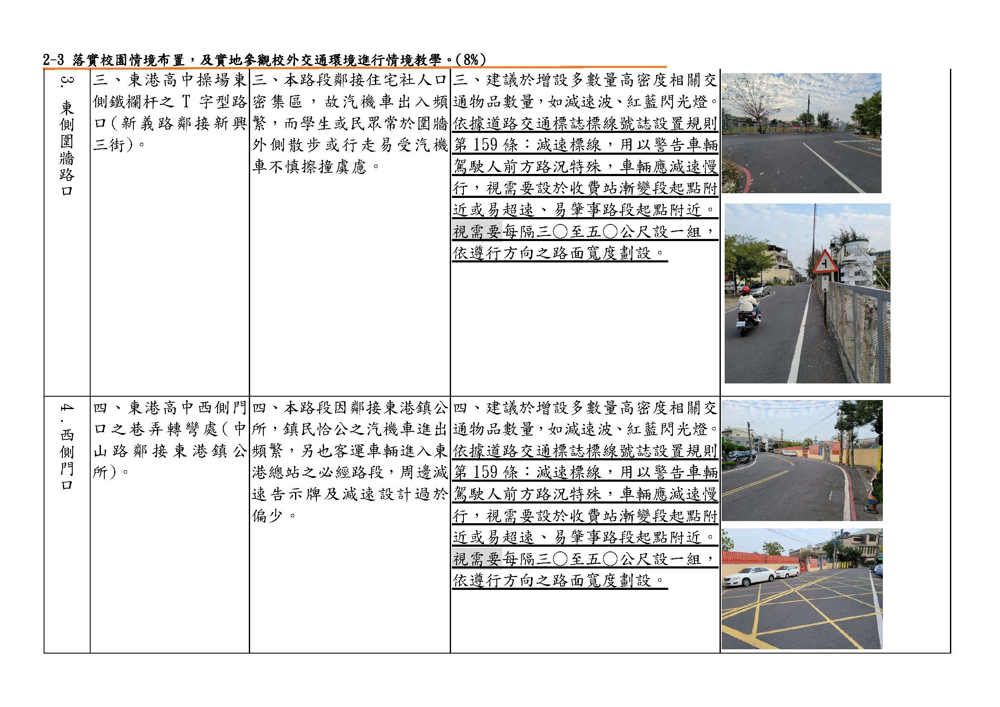 2-3 落實校園情境布置，及實地參觀校外交通環境進行情境教學。(8%)
3.東側圍牆路口
三、東港高中操場東
側鐵欄杆之 T 字型路
口(新義路鄰接新興
三街)。
三、本路段鄰接住宅社人口
密集區，故汽機車出入頻
繁，而學生或民眾常於圍牆
外側散步或行走易受汽機
車不慎擦撞虞慮。
三、建議於增設多數量高密度相關交
通物品數量，如減速波、紅藍閃光燈。
依據道路交通標誌標線號誌設置規則
第 159 條：減速標線，用以警告車輛
駕駛人前方路況特殊，車輛應減速慢
行，視需要設於收費站漸變段起點附
近或易超速、易肇事路段起點附近。
視需要每隔三○至五○公尺設一組，
依遵行方向之路面寬度劃設。
4.西側門口
四、東港高中西側門
口之巷弄轉彎處(中
山路鄰接東港鎮公
所)。
四、本路段因鄰接東港鎮公
所，鎮民恰公之汽機車進出
頻繁，另也客運車輛進入東
港總站之必經路段，周邊減
速告示牌及減速設計過於
偏少。
四、建議於增設多數量高密度相關交
通物品數量，如減速波、紅藍閃光燈。
依據道路交通標誌標線號誌設置規則
第 159 條：減速標線，用以警告車輛
駕駛人前方路況特殊，車輛應減速慢
行，視需要設於收費站漸變段起點附
近或易超速、易肇事路段起點附近。
視需要每隔三○至五○公尺設一組，
依遵行方向之路面寬度劃設。